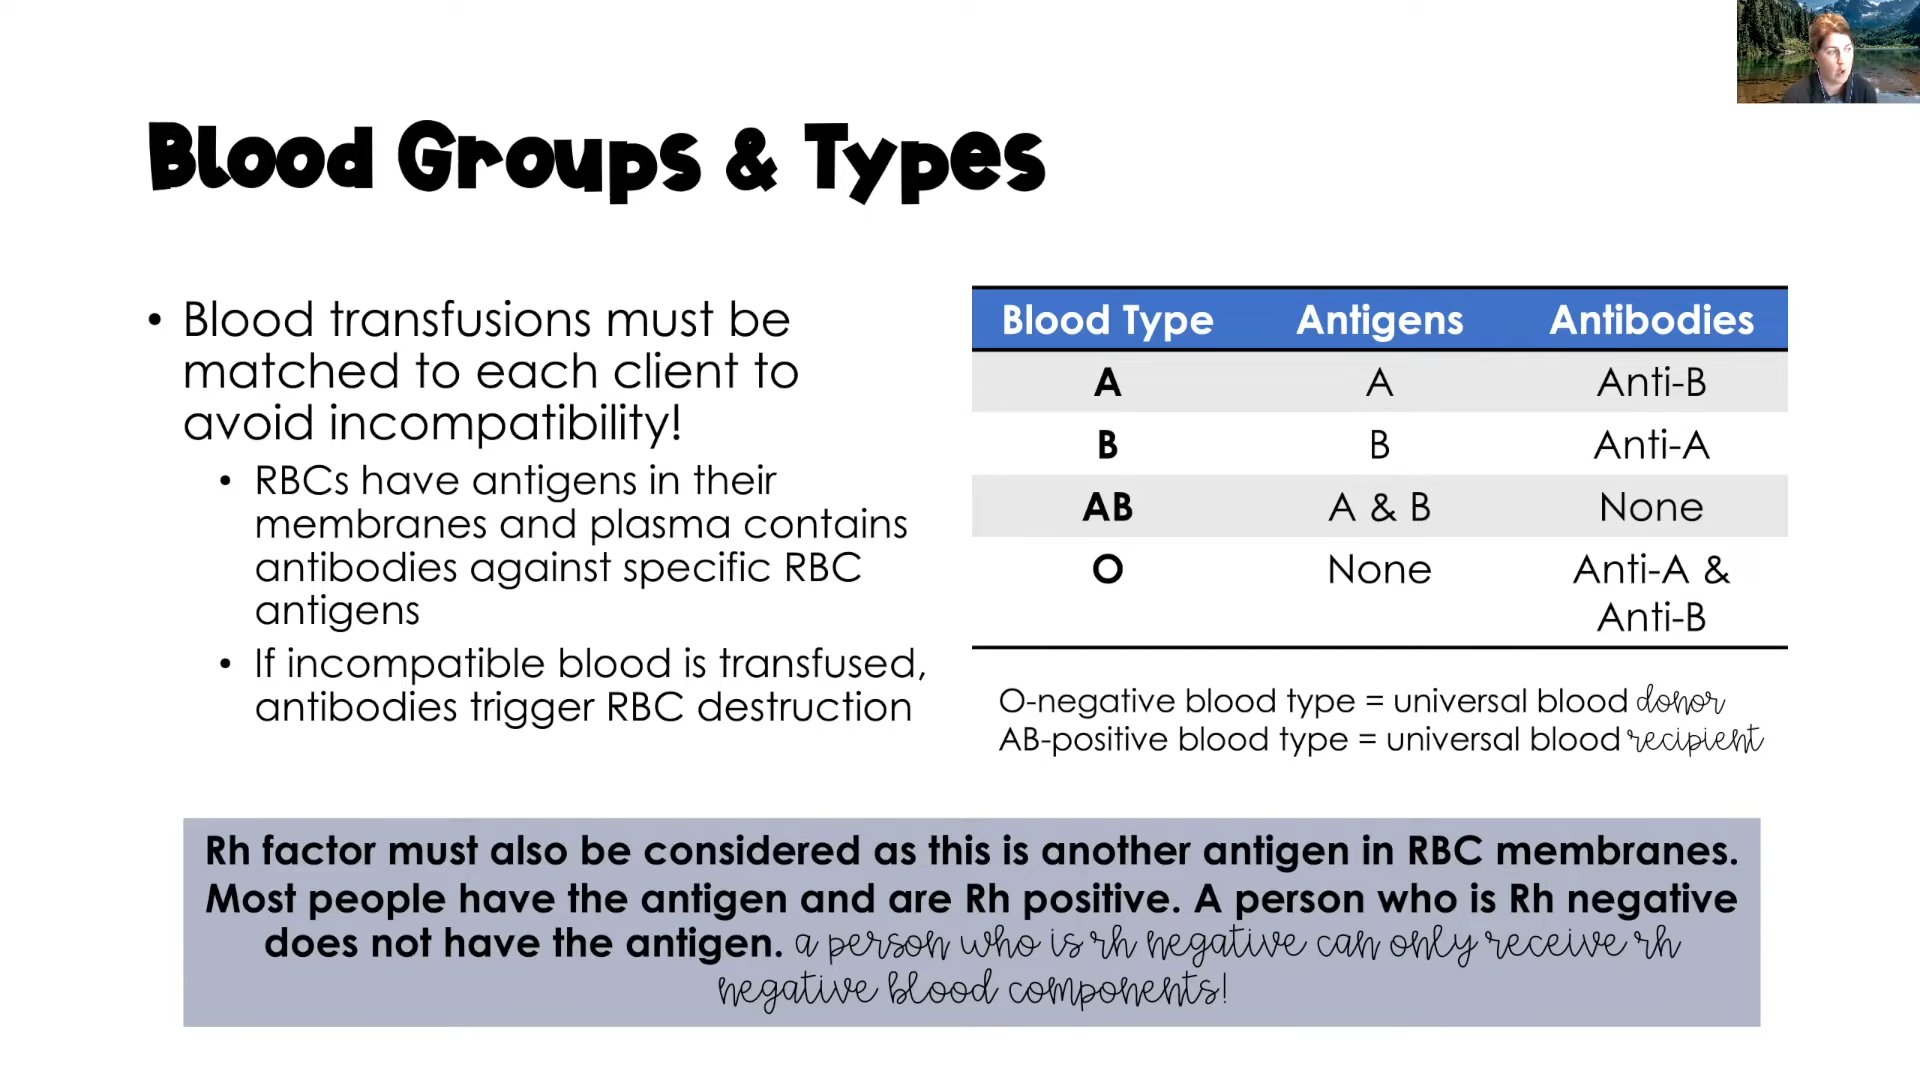 Blood Groups & Types
• Blood transfusions must be
matched to each client to
avoid incompatibility!
• RBCs have antigens in their
membranes and plasma contains
antibodies against specific RBC
antigens
• If incompatible blood is transfused,
antibodies trigger RBC destruction
Blood Type Antigens Antibodies
A A Anti-B
B B Anti-A
AB A & B None
O None Anti-A &
Anti-B
O-negative blood type = universal blood donor
AB-positive blood type = universal blood recipient
Rh factor must also be considered as this is another antigen in RBC membranes.
Most people have the antigen and are Rh positive. A person who is Rh negative
does not have the antigen. a person who is rh negative can only receive rh
negative blood components!